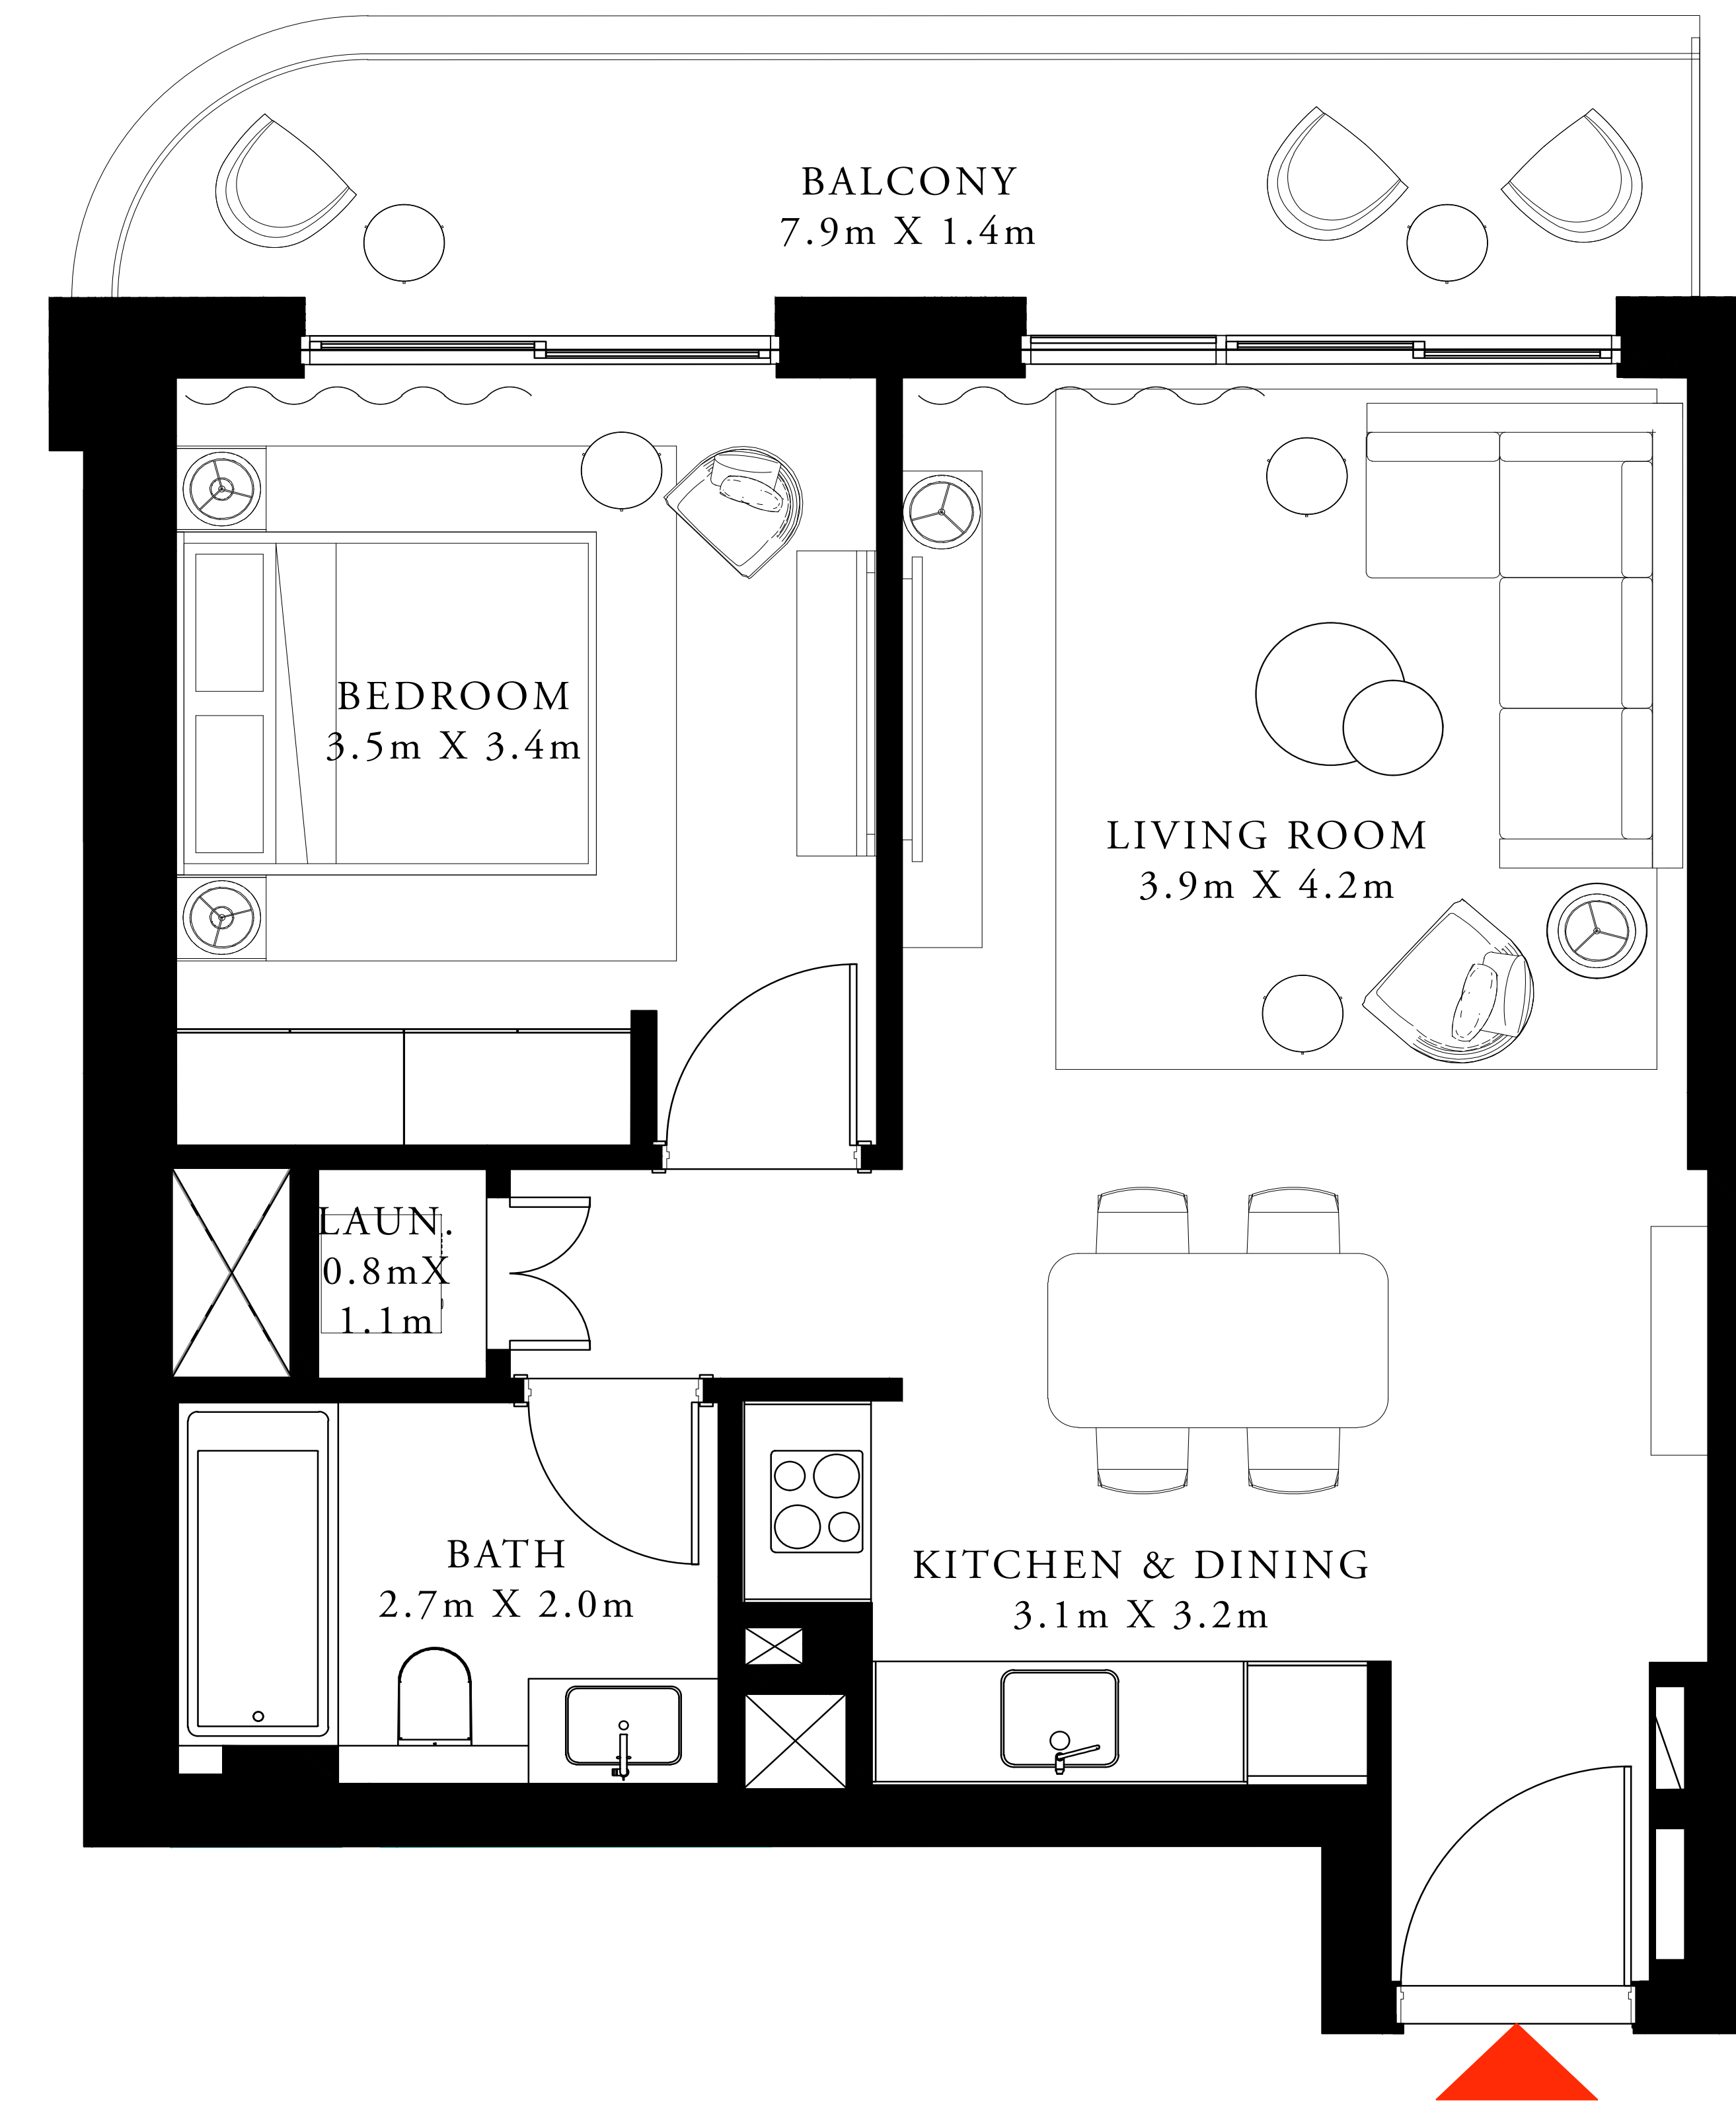 BALCONY
7.9m X 1.4m
BEDROOM
3.5m X 3.4m
LIVING ROOM
3.9m X 4.2m
LAUN.
0.8mX
1.1m
BATH
2.7m X 2.0m
KITCHEN & DINING
3.1m X 3.2m